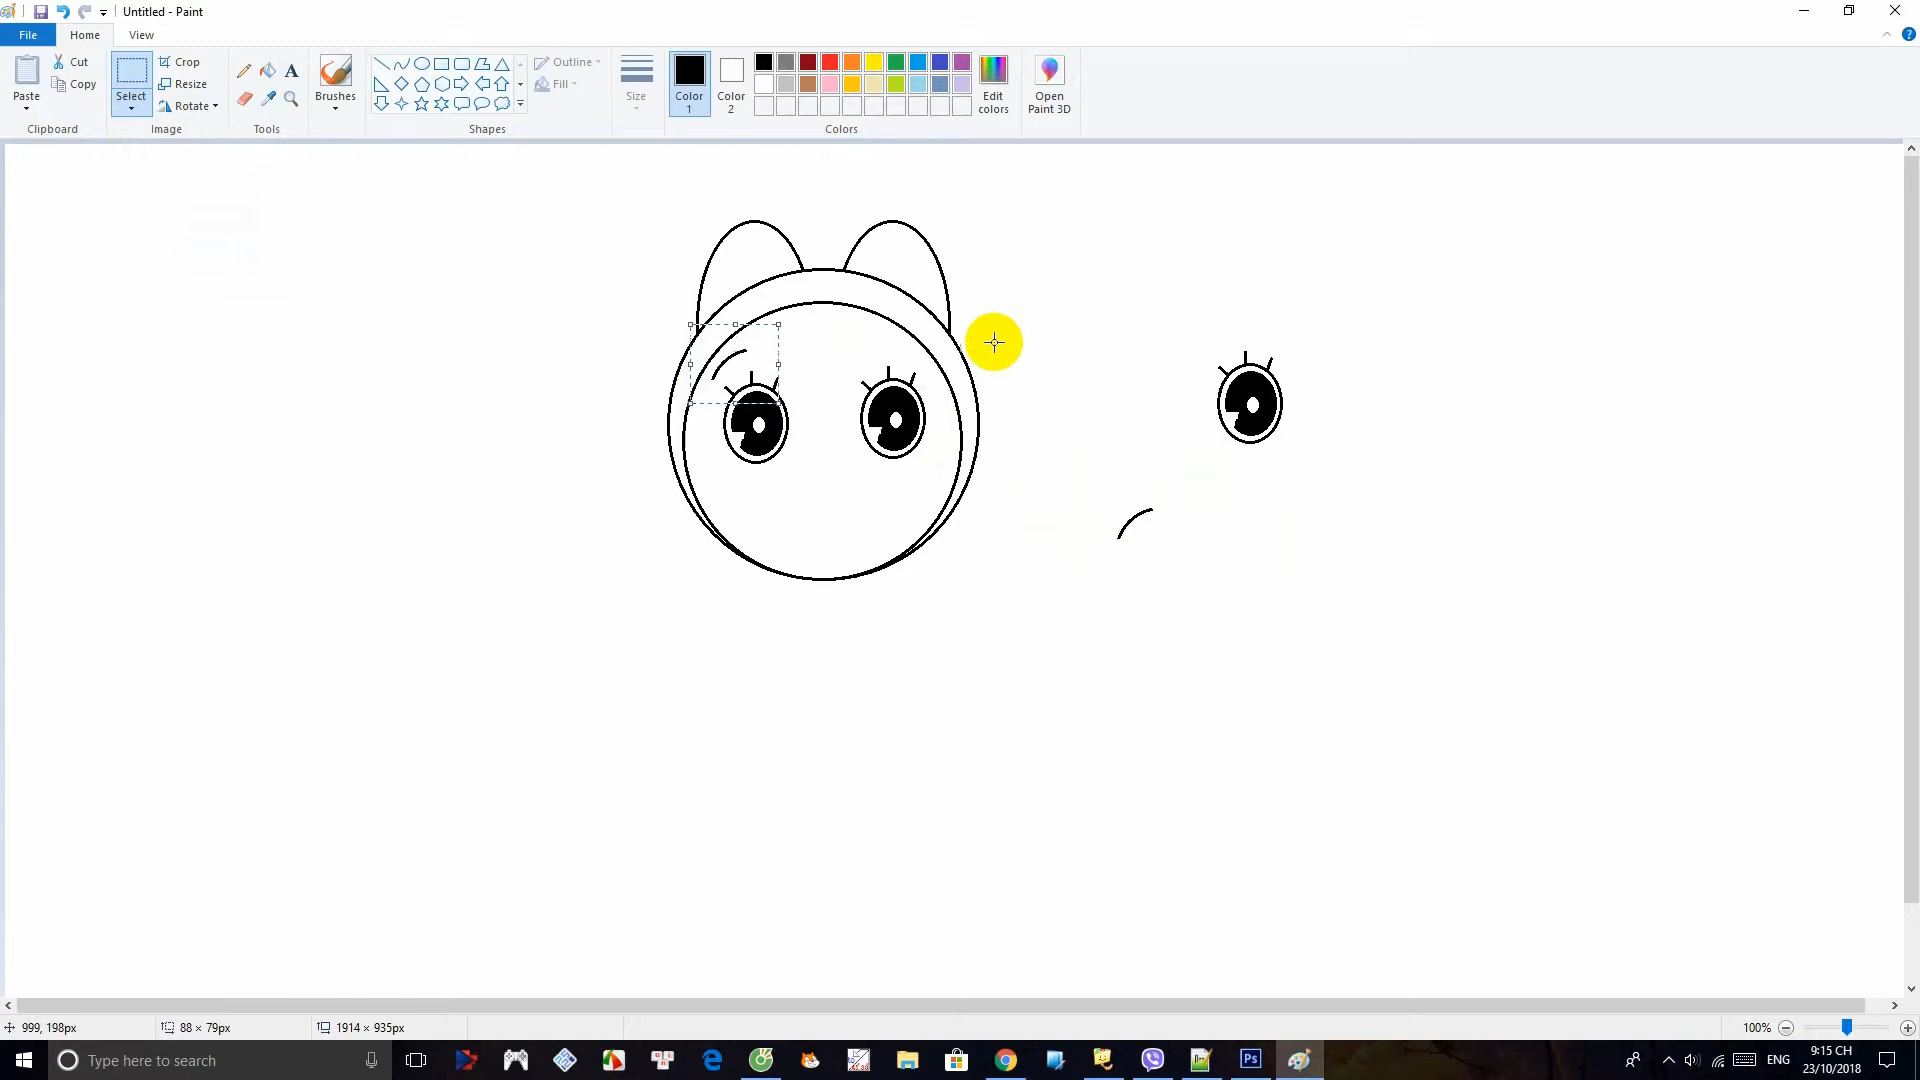 Untitled - Paint
File
Home
View
Paste
Cut
Copy
Clipboard
Select
Crop
Resize
Rotate
Image
A
Tools
Brushes
Shapes
Outline
Fill
Size
Color 1
Color 2
Colors
Edit colors
Open Paint 3D
999, 198px
88 × 79px
1914 × 935px
100%
Type here to search
Ps
ENG
9:15 CH
23/10/2018